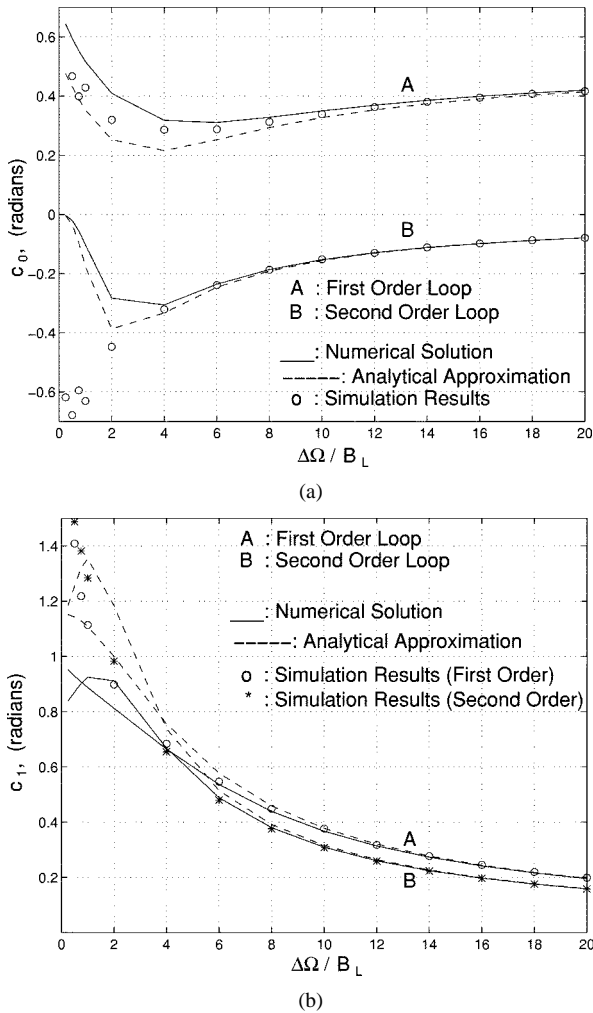 0.6
A
0.4
0.2
0
c0, (radians)
B
-0.2
A : First Order Loop
B : Second Order Loop
-0.4
——: Numerical Solution
-----: Analytical Approximation
-0.6
o : Simulation Results
0 2 4 6 8 10 12 14 16 18 20
ΔΩ / BL
(a)
A : First Order Loop
1.4
B : Second Order Loop
1.2
——: Numerical Solution
-----: Analytical Approximation
1
o : Simulation Results (First Order)
* : Simulation Results (Second Order)
c1, (radians)
0.8
0.6
0.4
A
0.2
B
0 2 4 6 8 10 12 14 16 18 20
ΔΩ / BL
(b)